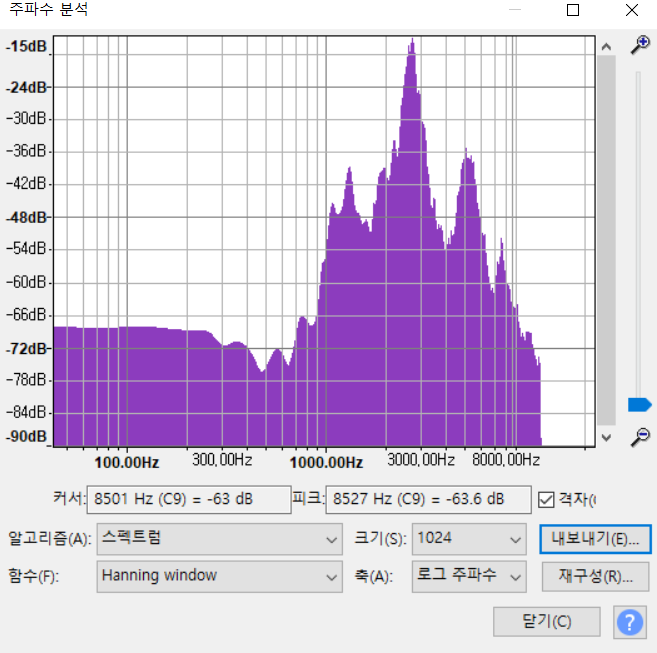 주파수 분석
-15dB
-24dB
-30dB
-36dB
-42dB
-48dB
-54dB
-60dB
-66dB
-72dB
-78dB
-84dB
-90dB
100.00Hz 300.00Hz 1000.00Hz 3000.00Hz 8000.00Hz
커서: 8501 Hz (C9) = -63 dB 피크: 8527 Hz (C9) = -63.6 dB 격자(
알고리즘(A): 스펙트럼 크기(S): 1024 내보내기(E)...
함수(F): Hanning window 축(A): 로그 주파수 재구성(R)...
닫기(C) ?